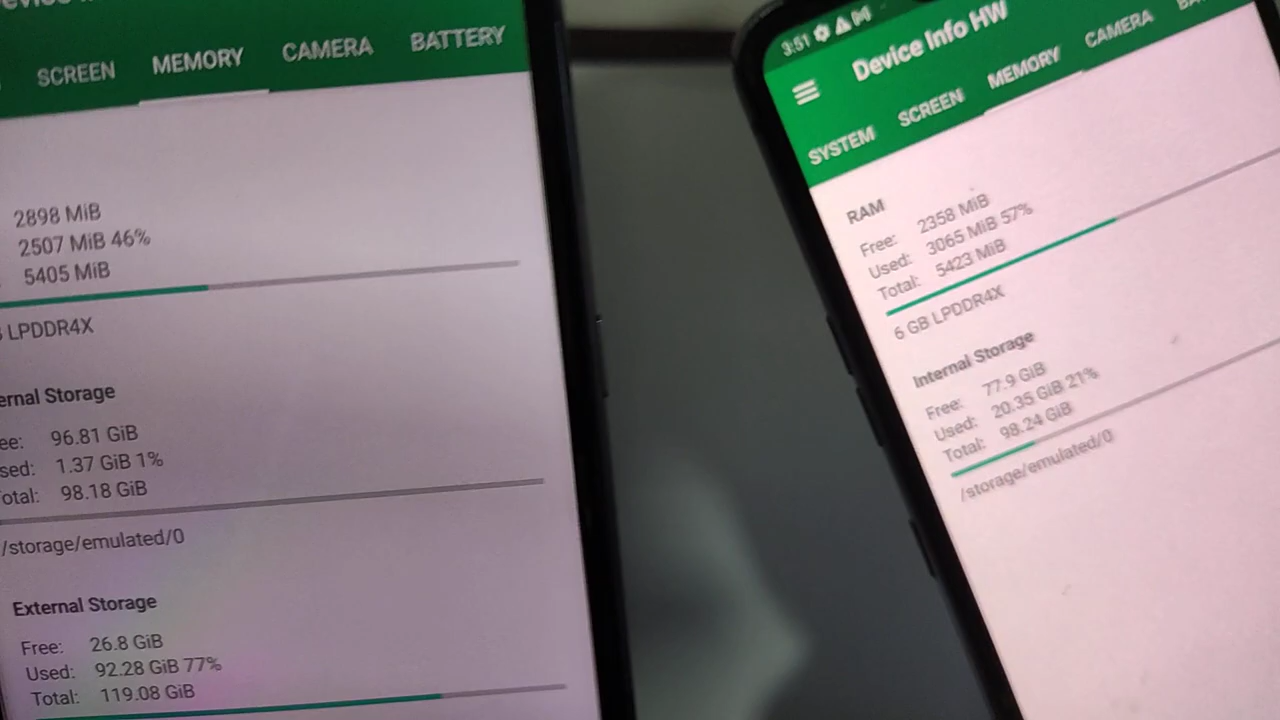 SCREEN MEMORY CAMERA BATTERY
2898 MiB
2507 MiB 46%
5405 MiB
LPDDR4X
ernal Storage
ee: 96.81 GiB
sed: 1.37 GiB 1%
otal: 98.18 GiB
/storage/emulated/0
External Storage
Free: 26.8 GiB
Used: 92.28 GiB 77%
Total: 119.08 GiB
3:51
Device Info HW
SYSTEM SCREEN MEMORY CAMERA
RAM
Free: 2358 MiB
Used: 3065 MiB 57%
Total: 5423 MiB
6 GB LPDDR4X
Internal Storage
Free: 77.9 GiB
Used: 20.35 GiB 21%
Total: 98.24 GiB
/storage/emulated/0